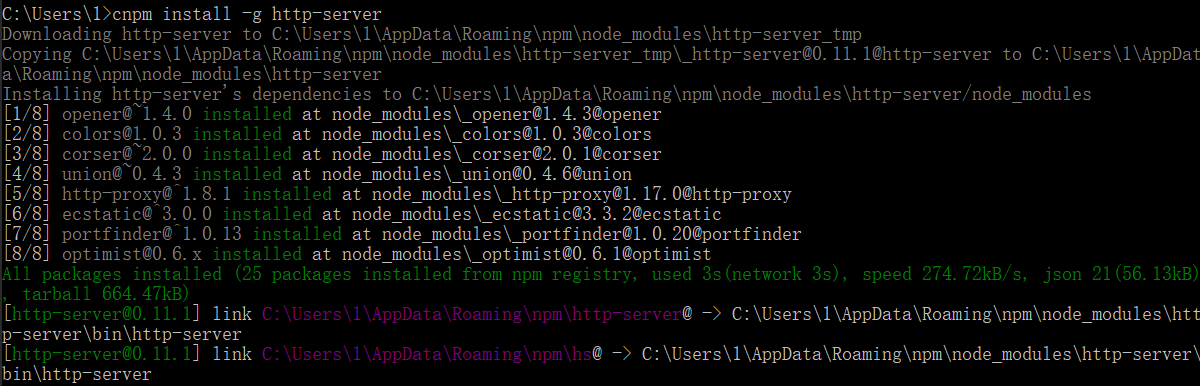 C:\Users\1>cnpm install -g http-server
Downloading http-server to C:\Users\1\AppData\Roaming\npm\node_modules\http-server_tmp
Copying C:\Users\1\AppData\Roaming\npm\node_modules\http-server_tmp\_http-server@0.11.1@http-server to C:\Users\1\AppDat
a\Roaming\npm\node_modules\http-server
Installing http-server's dependencies to C:\Users\1\AppData\Roaming\npm\node_modules\http-server/node_modules
[1/8] opener@~1.4.0 installed at node_modules\_opener@1.4.3@opener
[2/8] colors@1.0.3 installed at node_modules\_colors@1.0.3@colors
[3/8] corser@~2.0.0 installed at node_modules\_corser@2.0.1@corser
[4/8] union@~0.4.3 installed at node_modules\_union@0.4.6@union
[5/8] http-proxy@^1.8.1 installed at node_modules\_http-proxy@1.17.0@http-proxy
[6/8] ecstatic@^3.0.0 installed at node_modules\_ecstatic@3.3.2@ecstatic
[7/8] portfinder@^1.0.13 installed at node_modules\_portfinder@1.0.20@portfinder
[8/8] optimist@0.6.x installed at node_modules\_optimist@0.6.1@optimist
All packages installed (25 packages installed from npm registry, used 3s(network 3s), speed 274.72kB/s, json 21(56.13kB)
, tarball 664.47kB)
[http-server@0.11.1] link C:\Users\1\AppData\Roaming\npm\http-server@ -> C:\Users\1\AppData\Roaming\npm\node_modules\htt
p-server\bin\http-server
[http-server@0.11.1] link C:\Users\1\AppData\Roaming\npm\hs@ -> C:\Users\1\AppData\Roaming\npm\node_modules\http-server\
bin\http-server